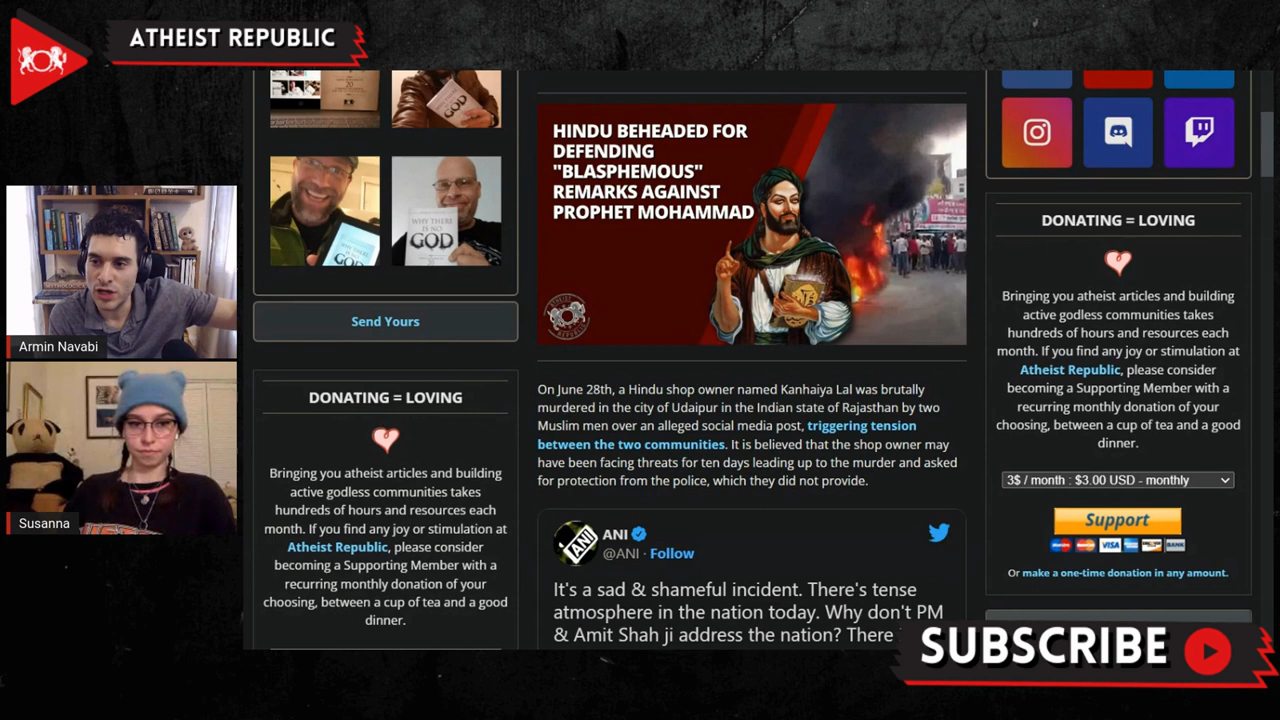 ATHEIST REPUBLIC
Armin Navabi
Susanna
GOD
WHY THERE
IS NO
GOD
Send Yours
DONATING = LOVING
Bringing you atheist articles and building
active godless communities takes
hundreds of hours and resources each
month. If you find any joy or stimulation at
Atheist Republic, please consider
becoming a Supporting Member with a
recurring monthly donation of your
choosing, between a cup of tea and a good
dinner.
HINDU BEHEADED FOR
DEFENDING
"BLASPHEMOUS"
REMARKS AGAINST
PROPHET MOHAMMAD
On June 28th, a Hindu shop owner named Kanhaiya Lal was brutally
murdered in the city of Udaipur in the Indian state of Rajasthan by two
Muslim men over an alleged social media post, triggering tension
between the two communities. It is believed that the shop owner may
have been facing threats for ten days leading up to the murder and asked
for protection from the police, which they did not provide.
ANI
@ANI · Follow
It's a sad & shameful incident. There's tense
atmosphere in the nation today. Why don't PM
& Amit Shah ji address the nation? There
DONATING = LOVING
Bringing you atheist articles and building
active godless communities takes
hundreds of hours and resources each
month. If you find any joy or stimulation at
Atheist Republic, please consider
becoming a Supporting Member with a
recurring monthly donation of your
choosing, between a cup of tea and a good
dinner.
3$ / month : $3.00 USD - monthly
Support
VISA
BANK
Or make a one-time donation in any amount.
SUBSCRIBE